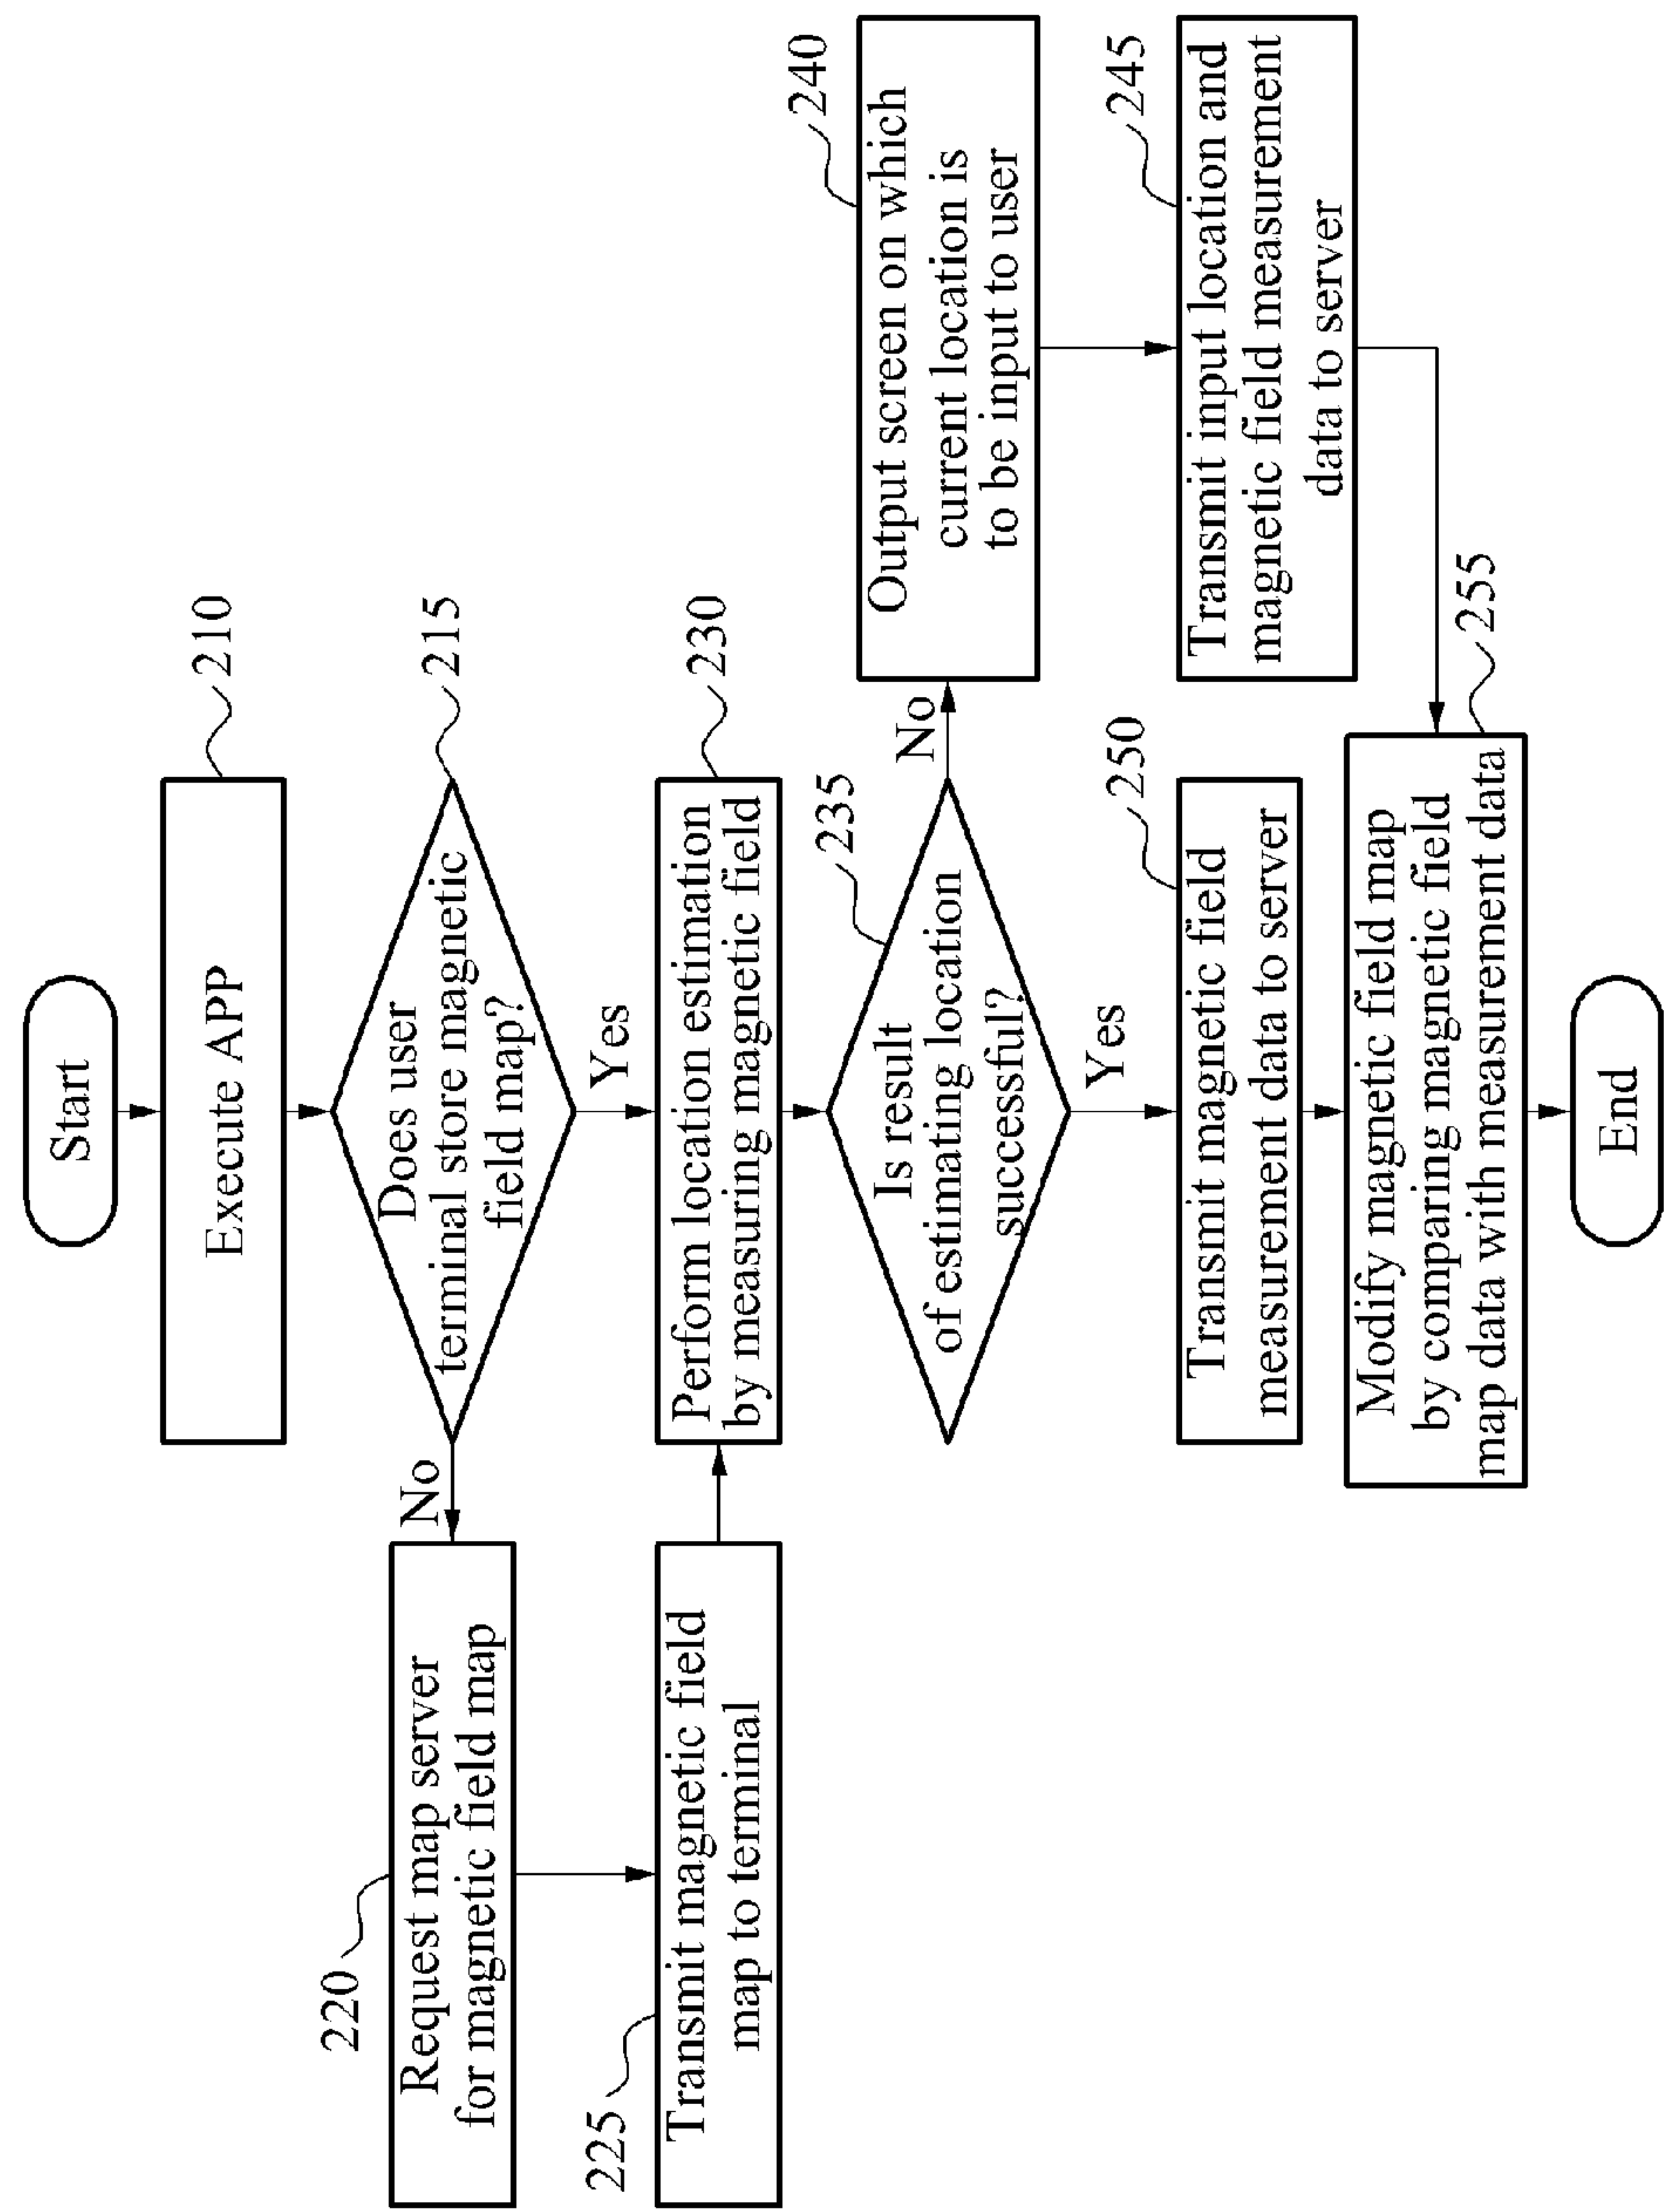 Start
Execute APP
210
Does user
terminal store magnetic
field map?
215
No
Yes
220
Request map server
for magnetic field map
225
Transmit magnetic field
map to terminal
Perform location estimation
by measuring magnetic field
230
Is result
of estimating location
successful?
235
No
Yes
Output screen on which
current location is
to be input to user
240
Transmit input location and
magnetic field measurement
data to server
245
Transmit magnetic field
measurement data to server
250
Modify magnetic field map
by comparing magnetic field
map data with measurement data
255
End